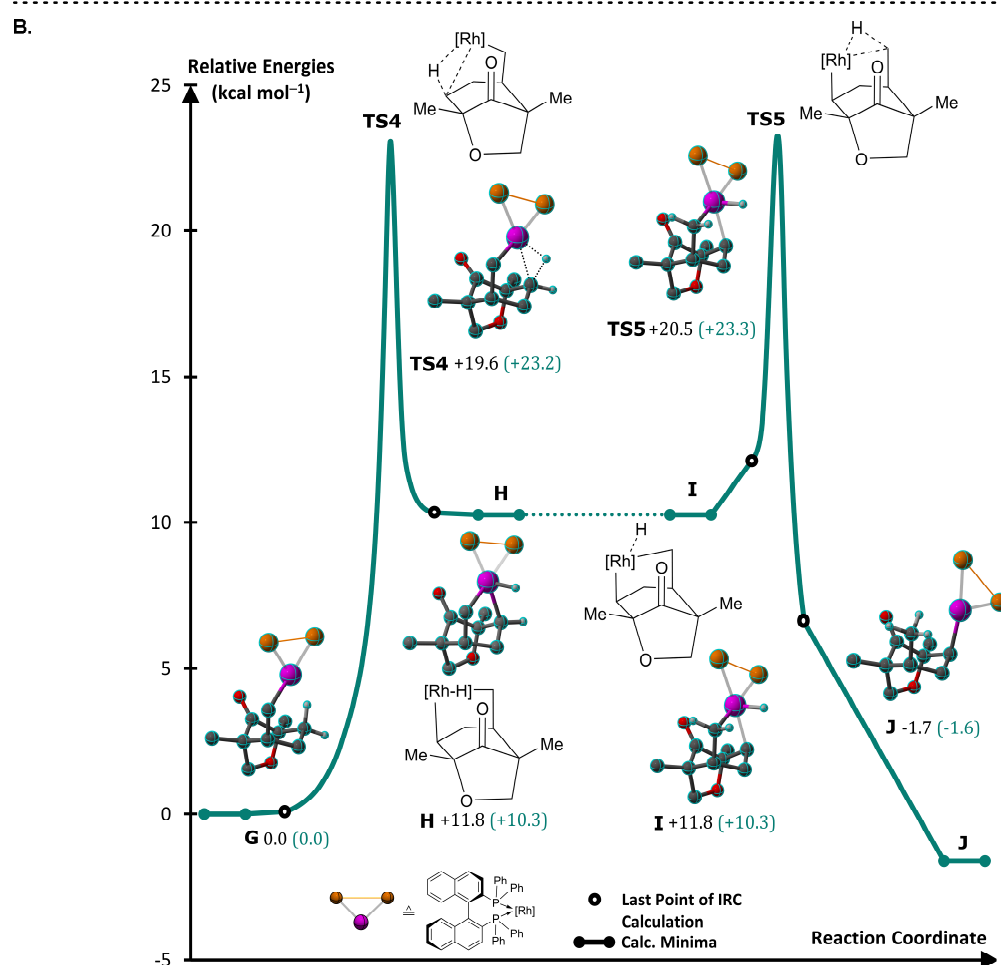 B.
Relative Energies
(kcal mol⁻¹)
25
20
15
10
5
0
-5
TS4
[Rh]
H
O
Me
Me
O
TS5
H
[Rh]
O
Me
Me
O
TS4 +19.6 (+23.2)
TS5 +20.5 (+23.3)
H
I
H
[Rh]
O
Me
Me
O
[Rh-H]
O
Me
Me
O
G 0.0 (0.0)
H +11.8 (+10.3)
I +11.8 (+10.3)
J -1.7 (-1.6)
J
≙
Ph
Ph
P
[Rh]
P
Ph
Ph
Last Point of IRC
Calculation
Calc. Minima
Reaction Coordinate